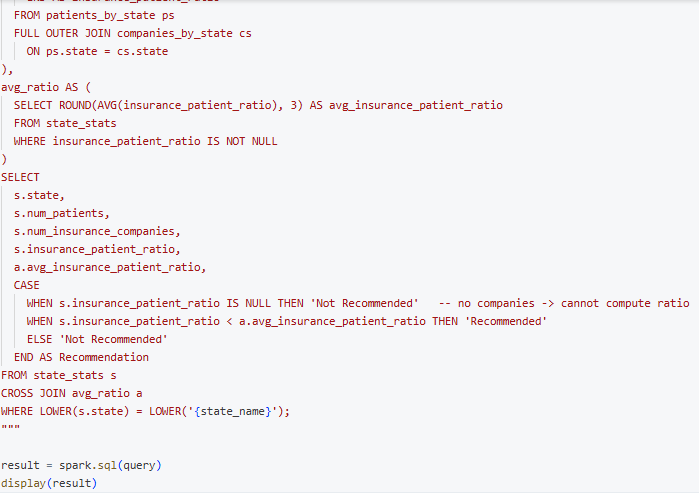 FROM patients_by_state ps
FULL OUTER JOIN companies_by_state cs
ON ps.state = cs.state
),
avg_ratio AS (
SELECT ROUND(AVG(insurance_patient_ratio), 3) AS avg_insurance_patient_ratio
FROM state_stats
WHERE insurance_patient_ratio IS NOT NULL
)
SELECT
s.state,
s.num_patients,
s.num_insurance_companies,
s.insurance_patient_ratio,
a.avg_insurance_patient_ratio,
CASE
WHEN s.insurance_patient_ratio IS NULL THEN 'Not Recommended'   -- no companies -> cannot compute ratio
WHEN s.insurance_patient_ratio < a.avg_insurance_patient_ratio THEN 'Recommended'
ELSE 'Not Recommended'
END AS Recommendation
FROM state_stats s
CROSS JOIN avg_ratio a
WHERE LOWER(s.state) = LOWER('{state_name}');
"""
result = spark.sql(query)
display(result)